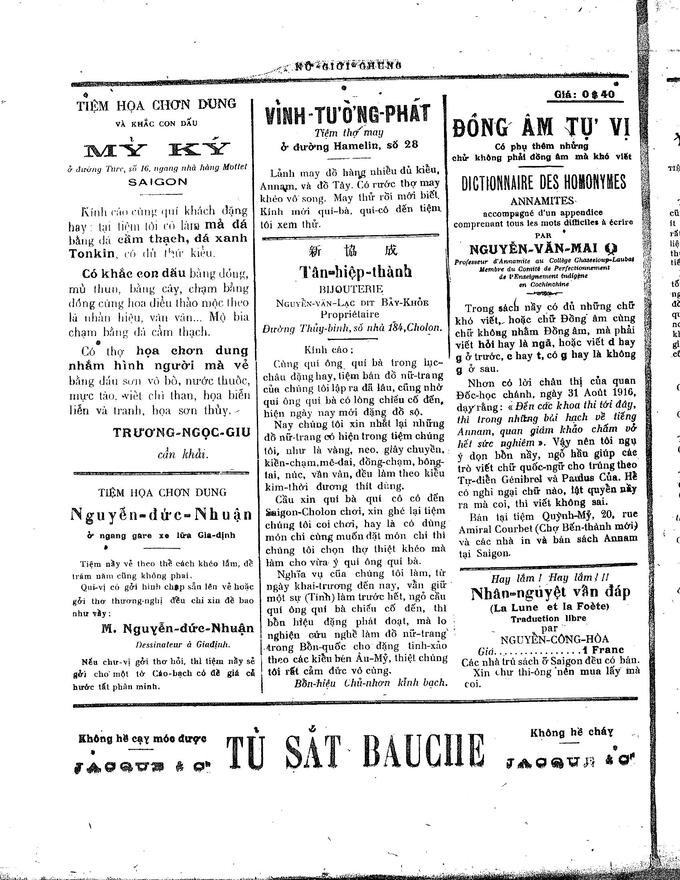 NỮ-GIỚI-CHUNG
TIỆM HỌA CHƠN DUNG
VÀ KHẮC CON DẤU
MỸ KÝ
ở đường Turc, số 16, ngang nhà hàng Mottet
SAIGON
Kính cáo cùng quí khách đặng
hay : tại tiệm tôi có làm mả đá
bằng đá cẩm thạch, đá xanh
Tonkin, có đủ thứ kiểu.
Có khắc con dấu bằng đồng,
mủ thun, bằng cây, chạm bằng
đồng cùng hoa điểu thảo mộc theo
lá nhãn hiệu, vân vân... Mộ bia
chạm bằng đá cẩm thạch.
Có thợ họa chơn dung
nhắm hình người mà vẽ
bằng dầu sơn vô bố, nước thuốc,
mực tào, viết chì than, họa biển
liễn và tranh, họa sơn thủy.
TRƯƠNG-NGỌC-GIU
cẩn khải.
TIỆM HỌA CHƠN DUNG
Nguyễn-đức-Nhuận
ở ngang gare xe lửa Gia-định
Tiệm nầy vẽ theo thề cách khéo lắm, để
trăm năm cũng không phai.
Quí-vị có gởi hình chụp sẵn lên vẽ hoặc
gởi thơ thương-nghị đều chỉ xin đề bao
như vầy :
M. Nguyễn-đức-Nhuận
Dessinateur à Giadinh.
Nếu chư-vị gởi thơ hỏi, thì tiệm nầy sẽ
gởi cho một tờ Cáo-bạch có để giá cả
hước tất phân minh.
VĨNH-TƯỜNG-PHÁT
Tiệm thợ may
ở đường Hamelin, số 28
Lãnh may đồ hàng nhiều đủ kiểu,
Annam, và đồ Tây. Có rước thợ may
khéo vô song. May thử rồi mới biết.
Kính mời quí-bà, quí-cô đến tiệm
tôi xem thử.
新 協 成
Tân-hiệp-thành
BIJOUTERIE
NGUYỄN-VĂN-LẠC DIT BẢY-KHỎE
Propriétaire
Đường Thủy-binh, số nhà 184, Cholon.
Kính cáo ;
Cùng quí ông quí bà trong lục-
châu đặng hay, tiệm bán đồ nữ-trang
của chúng tôi lập ra đã lâu, cũng nhờ
quí ông quí bà có lòng chiếu cố đến,
hiện ngày nay mới đặng đồ sộ.
Nay chúng tôi xin nhắt lại những
đồ nữ-trang có hiện trong tiệm chúng
tôi, như là vàng, neo, giây chuyền,
kiền-chạm, mê-đai, đồng-chạm, bông-
tai, núc, vân vân, đều làm theo kiểu
kim-thời đương thít dùng.
Cầu xin quí bà quí cô có đến
Saigon-Cholon chơi, xin ghé lại tiệm
chúng tôi coi chơi, hay là có dùng
món chi cùng muốn đặt món chi thì
chúng tôi chọn thợ thiệt khéo mà
làm cho vừa ý quí ông quí bà.
Nghĩa vụ của chúng tôi làm, từ
ngày khai-trương đến nay, vẫn giữ
một sự (Tính) làm trước hết, ngõ cầu
quí ông quí bà chiếu cố đến, thì
bổn hiệu đặng phát đoạt, mà lo
nghiên cứu nghề làm đồ nữ-trang
trong Bổn-quốc cho đặng tinh-xảo
theo các kiểu bên Âu-Mỹ, thiệt chúng
tôi rất cảm đức vô cùng.
Bổn-hiệu Chủ-nhơn kính bạch.
Giá: 0$40
ĐỒNG ÂM TỰ VỊ
Có phụ thêm những
chữ không phải đồng âm mà khó viết
DICTIONNAIRE DES HOMONYMES
ANNAMITES
accompagné d'un appendice
comprenant tous les mots difficiles à écrire
PAR
NGUYỄN-VĂN-MAI
Professeur d'Annamite au Collège Chasseloup-Laubat
Membre du Comité de Perfectionnement
de l'Enseignement Indigène
en Cochinchine
Trong sách nầy có đủ những chữ
khó viết, hoặc chữ Đồng âm cùng
chữ không nhằm Đồng âm, mà phải
viết hỏi hay là ngã, hoặc viết d hay
g ở trước, c hay t, có g hay là không
g ở sau.
Nhơn có lời châu thị của quan
Đốc-học chánh, ngày 31 Août 1916,
dạy rằng: « Đến các khoa thi tới đây,
thì trong những bài hạch về tiếng
Annam, quan giám khảo chấm vở
hết sức nghiêm ». Vậy nên tôi ngụ
ý dọn bổn nầy, ngõ hầu giúp các
trò viết chữ quốc-ngữ cho trúng theo
Tự-điển Génibrel và Paulus Của. Hễ
có nghi ngại chữ nào, lật quyển nầy
ra mà coi, thì viết không sai.
Bán tại tiệm Quỳnh-Mỹ, 20, rue
Amiral Courbet (Chợ Bến-thành mới)
và các nhà in và bán sách Annam
tại Saigon.
Hay lắm ! Hay lắm !!
Nhân-nguyệt vấn đáp
(La Lune et la Foète)
Traduction libre
par
NGUYỄN-CÔNG-HÒA
Giá................1 Franc
Các nhà trữ sách ở Saigon đều có bán.
Xin chư thi-ông nên mua lấy mà
coi.
Không hề cạy móc được
JACQUE & Cie
TỦ SẮT BAUCHE
Không hề cháy
JACQUE & Cie